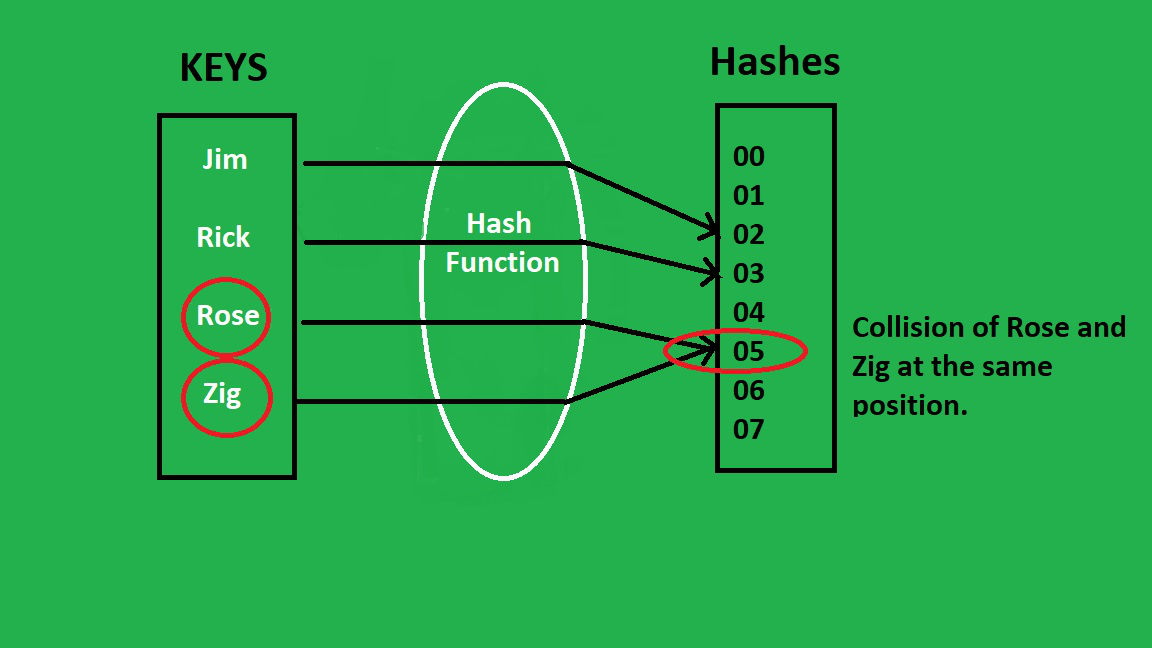 KEYS
Jim
Rick
Rose
Zig
Hash
Function
Hashes
00
01
02
03
04
05
06
07
Collision of Rose and
Zig at the same
position.